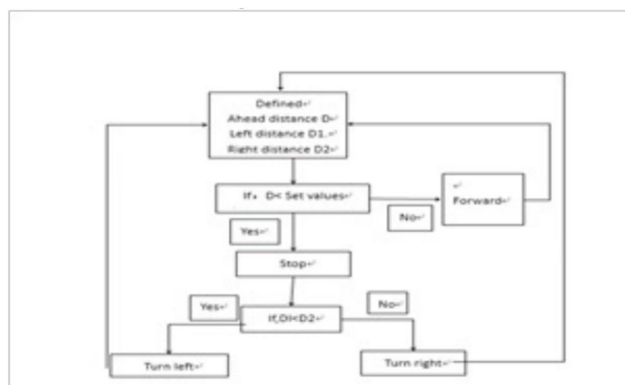 Defined
Ahead distance D
Left distance D1.
Right distance D2
If, D< Set values
No
Forward
Yes
Stop
Yes
If,DI<D2
No
Turn left
Turn right